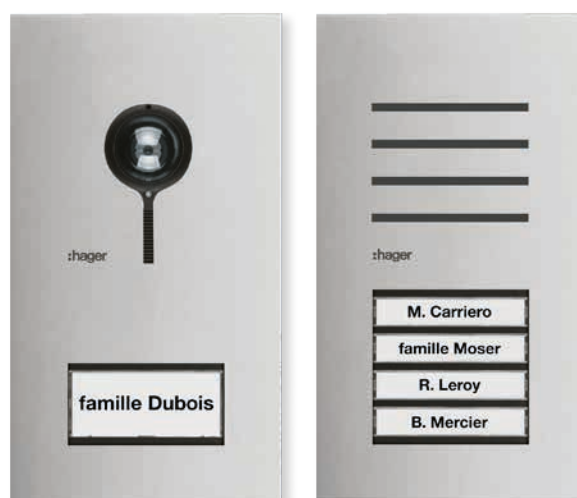 :hager
famille Dubois
:hager
M. Carriero
famille Moser
R. Leroy
B. Mercier